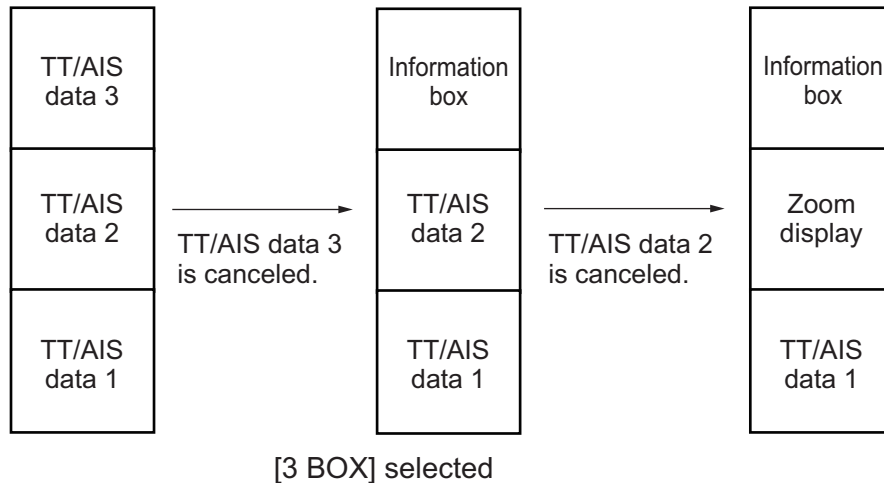 TT/AIS
data 3
TT/AIS
data 2
TT/AIS
data 1
TT/AIS data 3
is canceled.
Information
box
TT/AIS
data 2
TT/AIS
data 1
TT/AIS data 2
is canceled.
Information
box
Zoom
display
TT/AIS
data 1
[3 BOX] selected